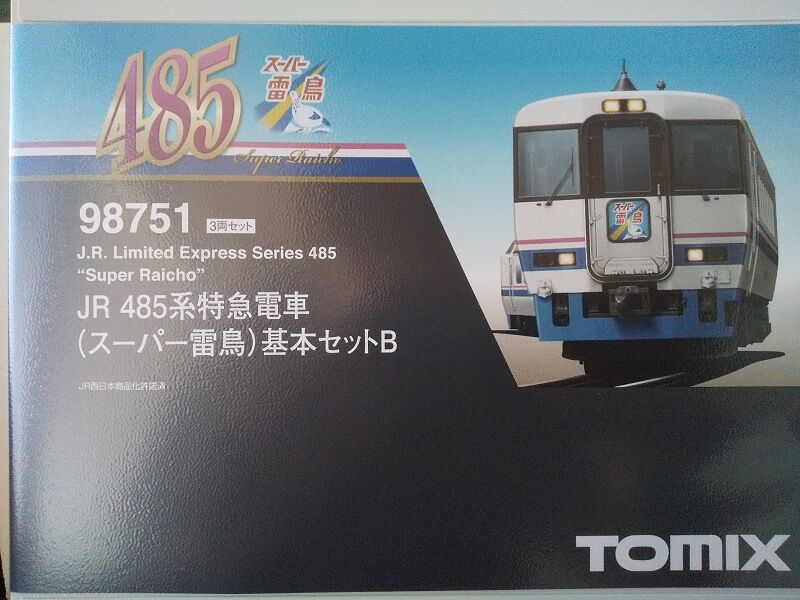 485
スーパー
雷鳥
Super Raicho
98751 3両セット
J.R. Limited Express Series 485
“Super Raicho”
JR 485系特急電車
(スーパー雷鳥)基本セットB
JR西日本商品化許諾済
スーパー
雷鳥
TOMIX